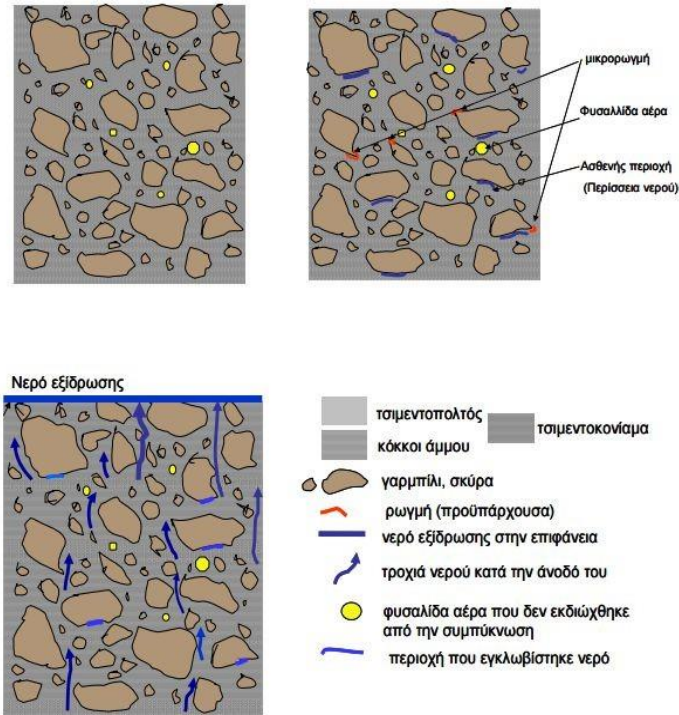 μικρορωγμή
Φυσαλλίδα αέρα
Ασθενής περιοχή
(Περίσσεια νερού)
Νερό εξίδρωσης
τσιμεντοπολτός
κόκκοι άμμου
τσιμεντοκονίαμα
γαρμπίλι, σκύρα
ρωγμή (προϋπάρχουσα)
νερό εξίδρωσης στην επιφάνεια
τροχιά νερού κατά την άνοδό του
φυσαλίδα αέρα που δεν εκδιώχθηκε
από την συμπύκνωση
περιοχή που εγκλωβίστηκε νερό